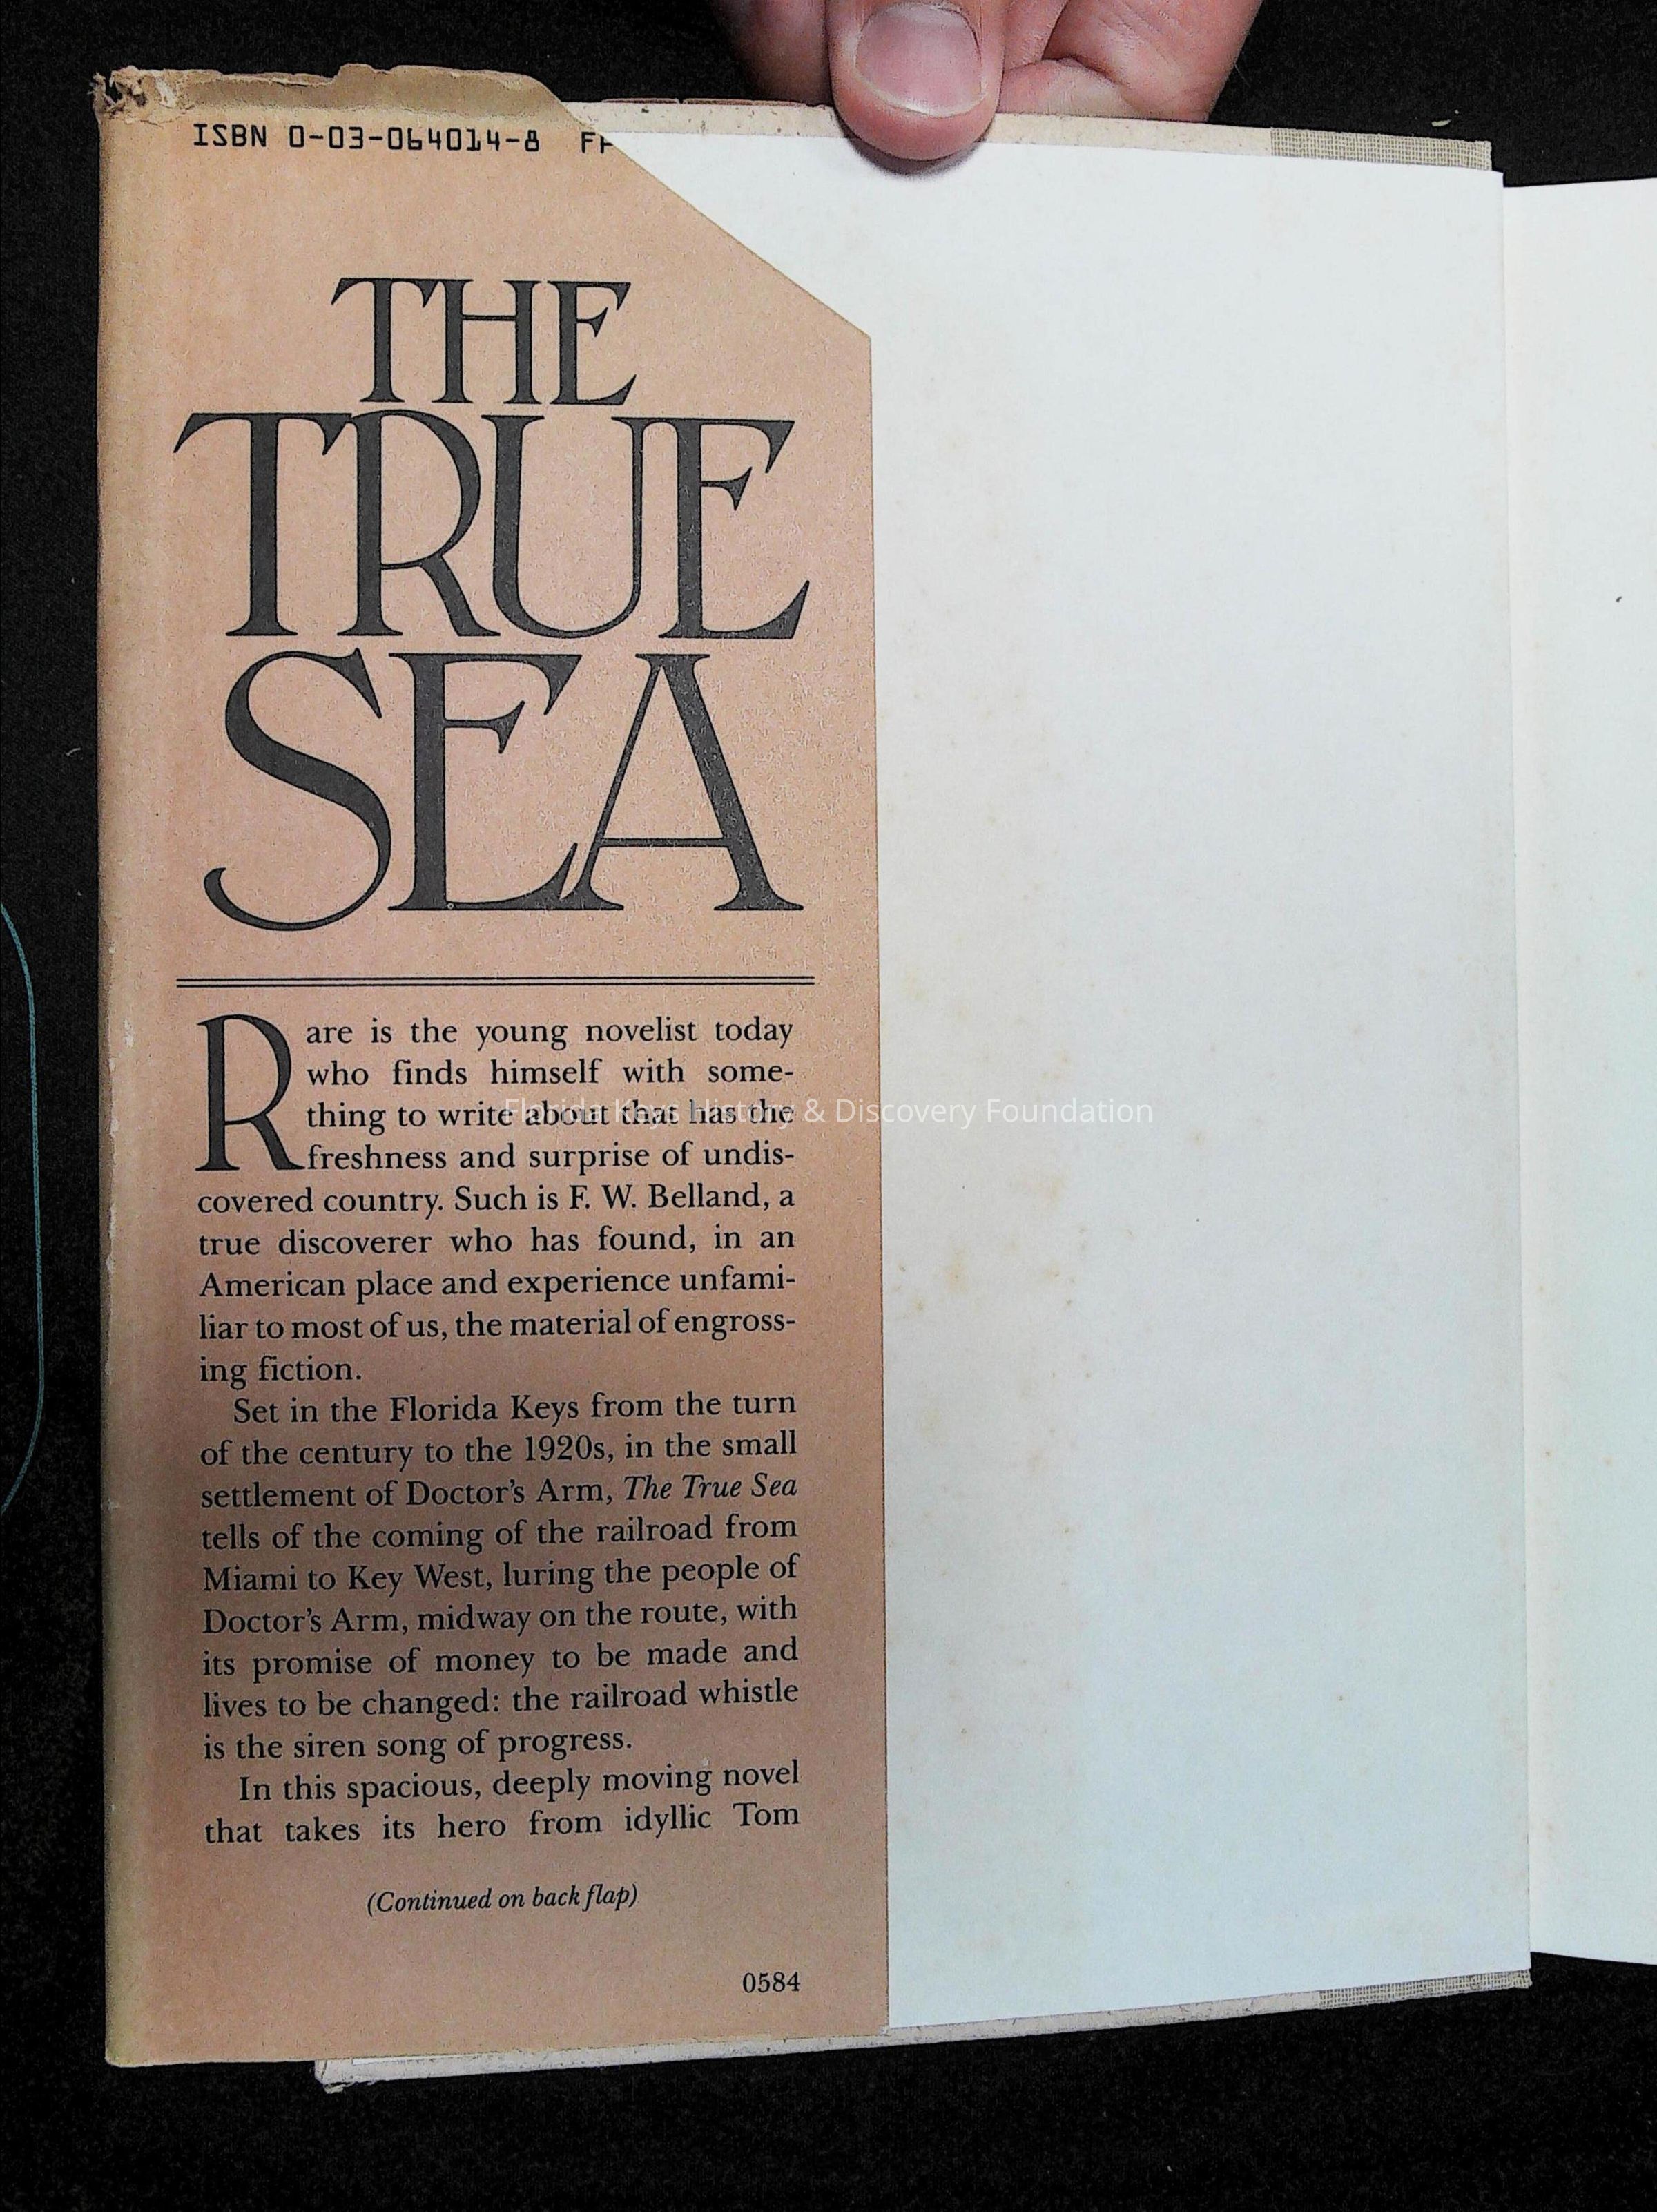 ISBN 0-03-064014-8
THE
TRUE
SEA
Rare is the young novelist today
who finds himself with some-
thing to write about that has the
freshness and surprise of undis-
covered country. Such is F. W. Belland, a
true discoverer who has found, in an
American place and experience unfami-
liar to most of us, the material of engross-
ing fiction.
Set in the Florida Keys from the turn
of the century to the 1920s, in the small
settlement of Doctor's Arm, The True Sea
tells of the coming of the railroad from
Miami to Key West, luring the people of
Doctor's Arm, midway on the route, with
its promise of money to be made and
lives to be changed: the railroad whistle
is the siren song of progress.
In this spacious, deeply moving novel
that takes its hero from idyllic Tom
(Continued on back flap)
0584
Florida Keys History & Discovery Foundation